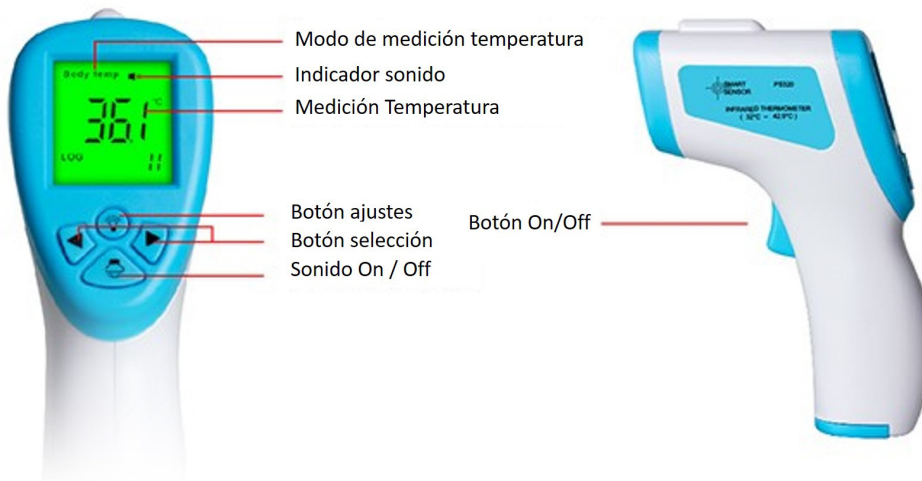 Modo de medición temperatura
Body temp
Indicador sonido
Medición Temperatura
36.1 °C
LOG 11
Botón ajustes
Botón selección
Sonido On / Off
Botón On/Off
SMART SENSOR
INFRARED THERMOMETER
( 32°C ~ 42.9°C )